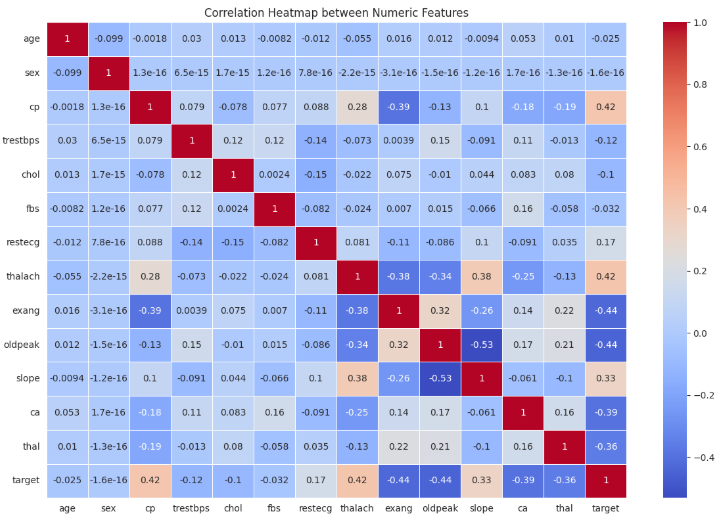 Correlation Heatmap between Numeric Features
age 1 -0.099 -0.0018 0.03 0.013 -0.0082 -0.012 -0.055 0.016 0.012 -0.0094 0.053 0.01 -0.025
sex -0.099 1 1.3e-16 6.5e-15 1.7e-15 1.2e-16 7.8e-16 -2.2e-15 -3.1e-16 -1.5e-16 -1.2e-16 1.7e-16 -1.3e-16 -1.6e-16
cp -0.0018 1.3e-16 1 0.079 -0.078 0.077 0.088 0.28 -0.39 -0.13 0.1 -0.18 -0.19 0.42
trestbps 0.03 6.5e-15 0.079 1 0.12 0.12 -0.14 -0.073 0.0039 0.15 -0.091 0.11 -0.013 -0.12
chol 0.013 1.7e-15 -0.078 0.12 1 0.0024 -0.15 -0.022 0.075 -0.01 0.044 0.083 0.08 -0.1
fbs -0.0082 1.2e-16 0.077 0.12 0.0024 1 -0.082 -0.024 0.007 0.015 -0.066 0.16 -0.058 -0.032
restecg -0.012 7.8e-16 0.088 -0.14 -0.15 -0.082 1 0.081 -0.11 -0.086 0.1 -0.091 0.035 0.17
thalach -0.055 -2.2e-15 0.28 -0.073 -0.022 -0.024 0.081 1 -0.38 -0.34 0.38 -0.25 -0.13 0.42
exang 0.016 -3.1e-16 -0.39 0.0039 0.075 0.007 -0.11 -0.38 1 0.32 -0.26 0.14 0.22 -0.44
oldpeak 0.012 -1.5e-16 -0.13 0.15 -0.01 0.015 -0.086 -0.34 0.32 1 -0.53 0.17 0.21 -0.44
slope -0.0094 -1.2e-16 0.1 -0.091 0.044 -0.066 0.1 0.38 -0.26 -0.53 1 -0.061 -0.1 0.33
ca 0.053 1.7e-16 -0.18 0.11 0.083 0.16 -0.091 -0.25 0.14 0.17 -0.061 1 0.16 -0.39
thal 0.01 -1.3e-16 -0.19 -0.013 0.08 -0.058 0.035 -0.13 0.22 0.21 -0.1 0.16 1 -0.36
target -0.025 -1.6e-16 0.42 -0.12 -0.1 -0.032 0.17 0.42 -0.44 -0.44 0.33 -0.39 -0.36 1
age sex cp trestbps chol fbs restecg thalach exang oldpeak slope ca thal target
1.0
0.8
0.6
0.4
0.2
0.0
−0.2
−0.4